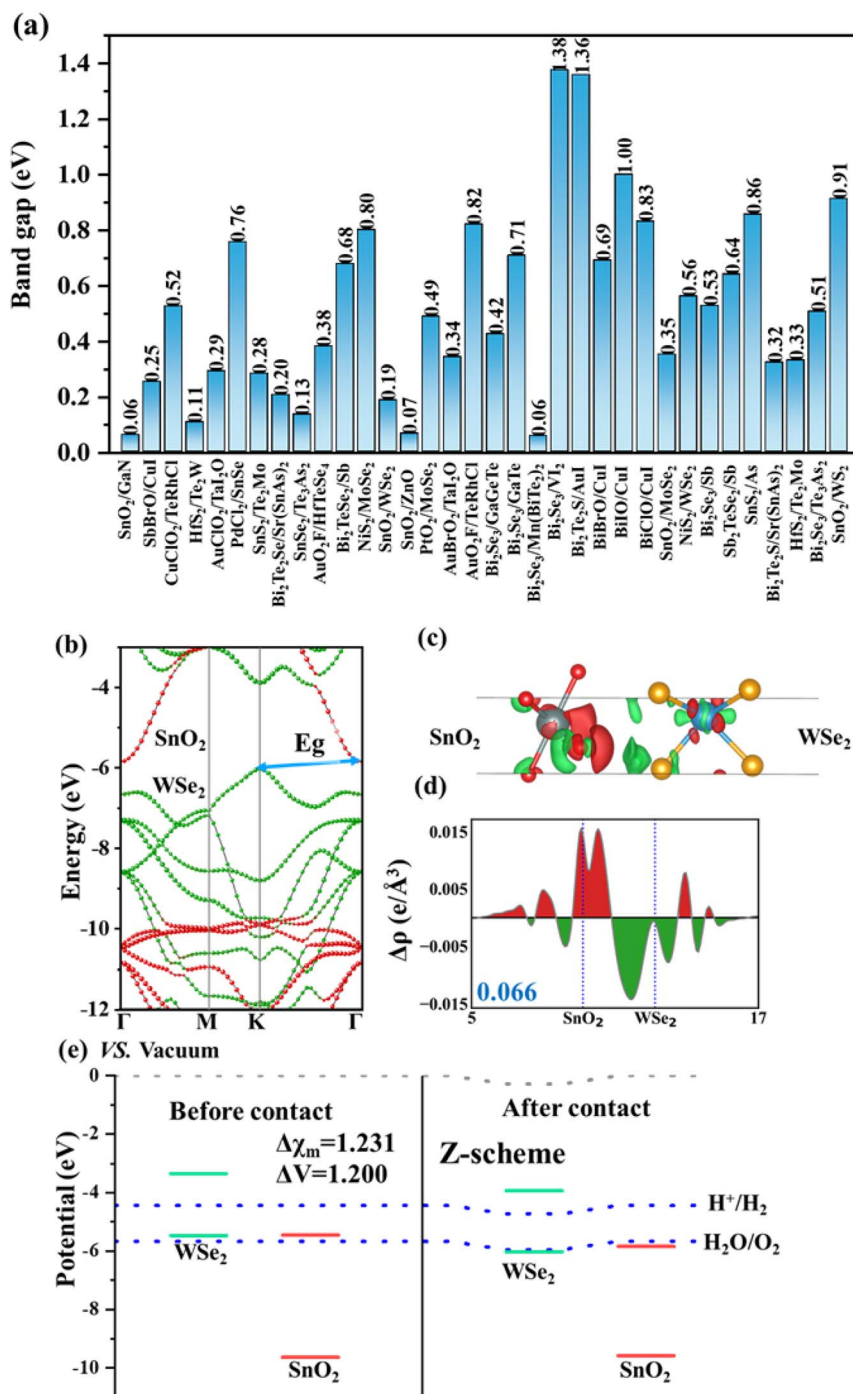 (a)
Band gap (eV)
1.4
1.2
1.0
0.8
0.6
0.4
0.2
0.0
0.06
0.25
0.52
0.11
0.29
0.76
0.28
0.20
0.13
0.38
0.68
0.80
0.19
0.07
0.49
0.34
0.82
0.42
0.71
0.06
1.38
1.36
0.69
1.00
0.83
0.35
0.56
0.53
0.64
0.86
0.32
0.33
0.51
0.91
SnO₂/GaN
SbBrO/CuI
CuClO₂/TeRhCl
HfS₂/Te₂W
AuClO₂/TaI₂O
PdCl₂/SnSe
SnS₂/Te₂Mo
Bi₂Te₂Se/Sr(SnAs)₂
SnSe₂/Te₃As₂
AuO₂F/HfTeSe₄
Bi₂TeSe₂/Sb
NiS₂/MoSe₂
SnO₂/WSe₂
SnO₂/ZnO
PtO₂/MoSe₂
AuBrO₂/TaI₂O
AuO₂F/TeRhCl
Bi₂Se₃/GaGeTe
Bi₂Se₃/GaTe
Bi₂Se₃/Mn(BiTe₂)₂
Bi₂Se₃/VI₂
Bi₂Te₂S/AuI
BiBrO/CuI
BiIO/CuI
BiClO/CuI
SnO₂/MoSe₂
NiS₂/WSe₂
Bi₂Se₃/Sb
Sb₂TeSe₂/Sb
SnS₂/As
Bi₂Te₂S/Sr(SnAs)₂
HfS₂/Te₂Mo
Bi₂Se₃/Te₃As₂
SnO₂/WS₂
(b)
Energy (eV)
-4
-6
-8
-10
-12
SnO₂
Eg
WSe₂
Γ M K Γ
(c)
SnO₂ WSe₂
(d)
Δρ (e/Å³)
0.015
0.005
−0.005
−0.015
0.066
5 SnO₂ WSe₂ 17
(e) VS. Vacuum
Potential (eV)
0
-2
-4
-6
-8
-10
Before contact
Δχₘ=1.231
ΔV=1.200
WSe₂
SnO₂
After contact
Z-scheme
H⁺/H₂
H₂O/O₂
WSe₂
SnO₂